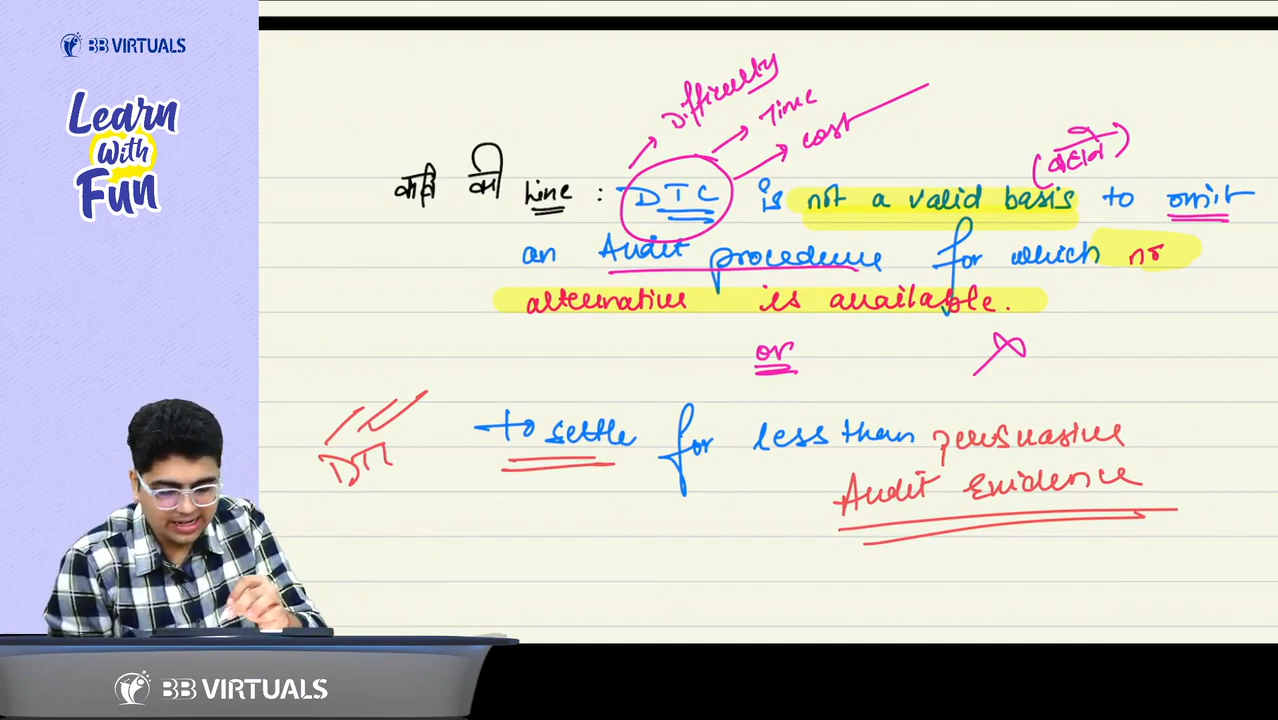 BB VIRTUALS
Learn
With
Fun
Difficulty
Time
Cost
Line : DTC is not a valid basis to omit
an Audit procedure for which no
alternative is available.
or
to settle for less than persuasive
Audit Evidence
BB VIRTUALS